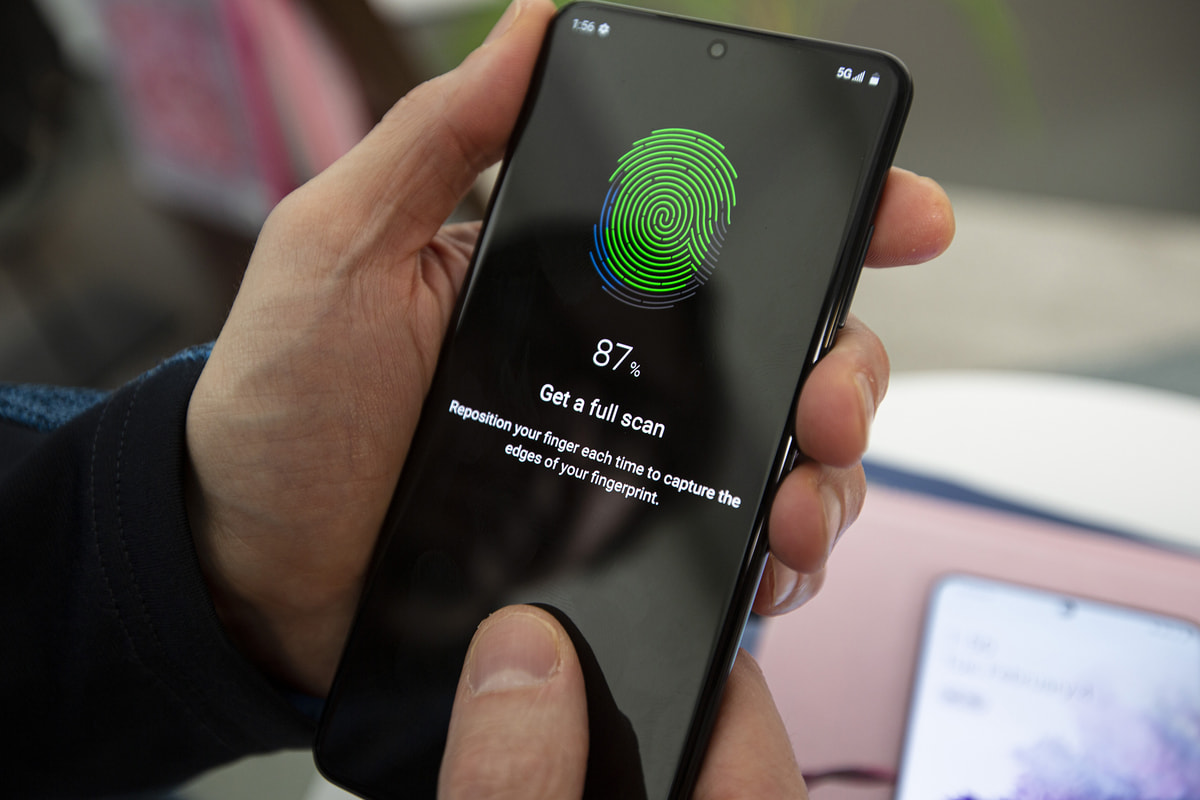 1:56
5G
87%
Get a full scan
Reposition your finger each time to capture the
edges of your fingerprint.